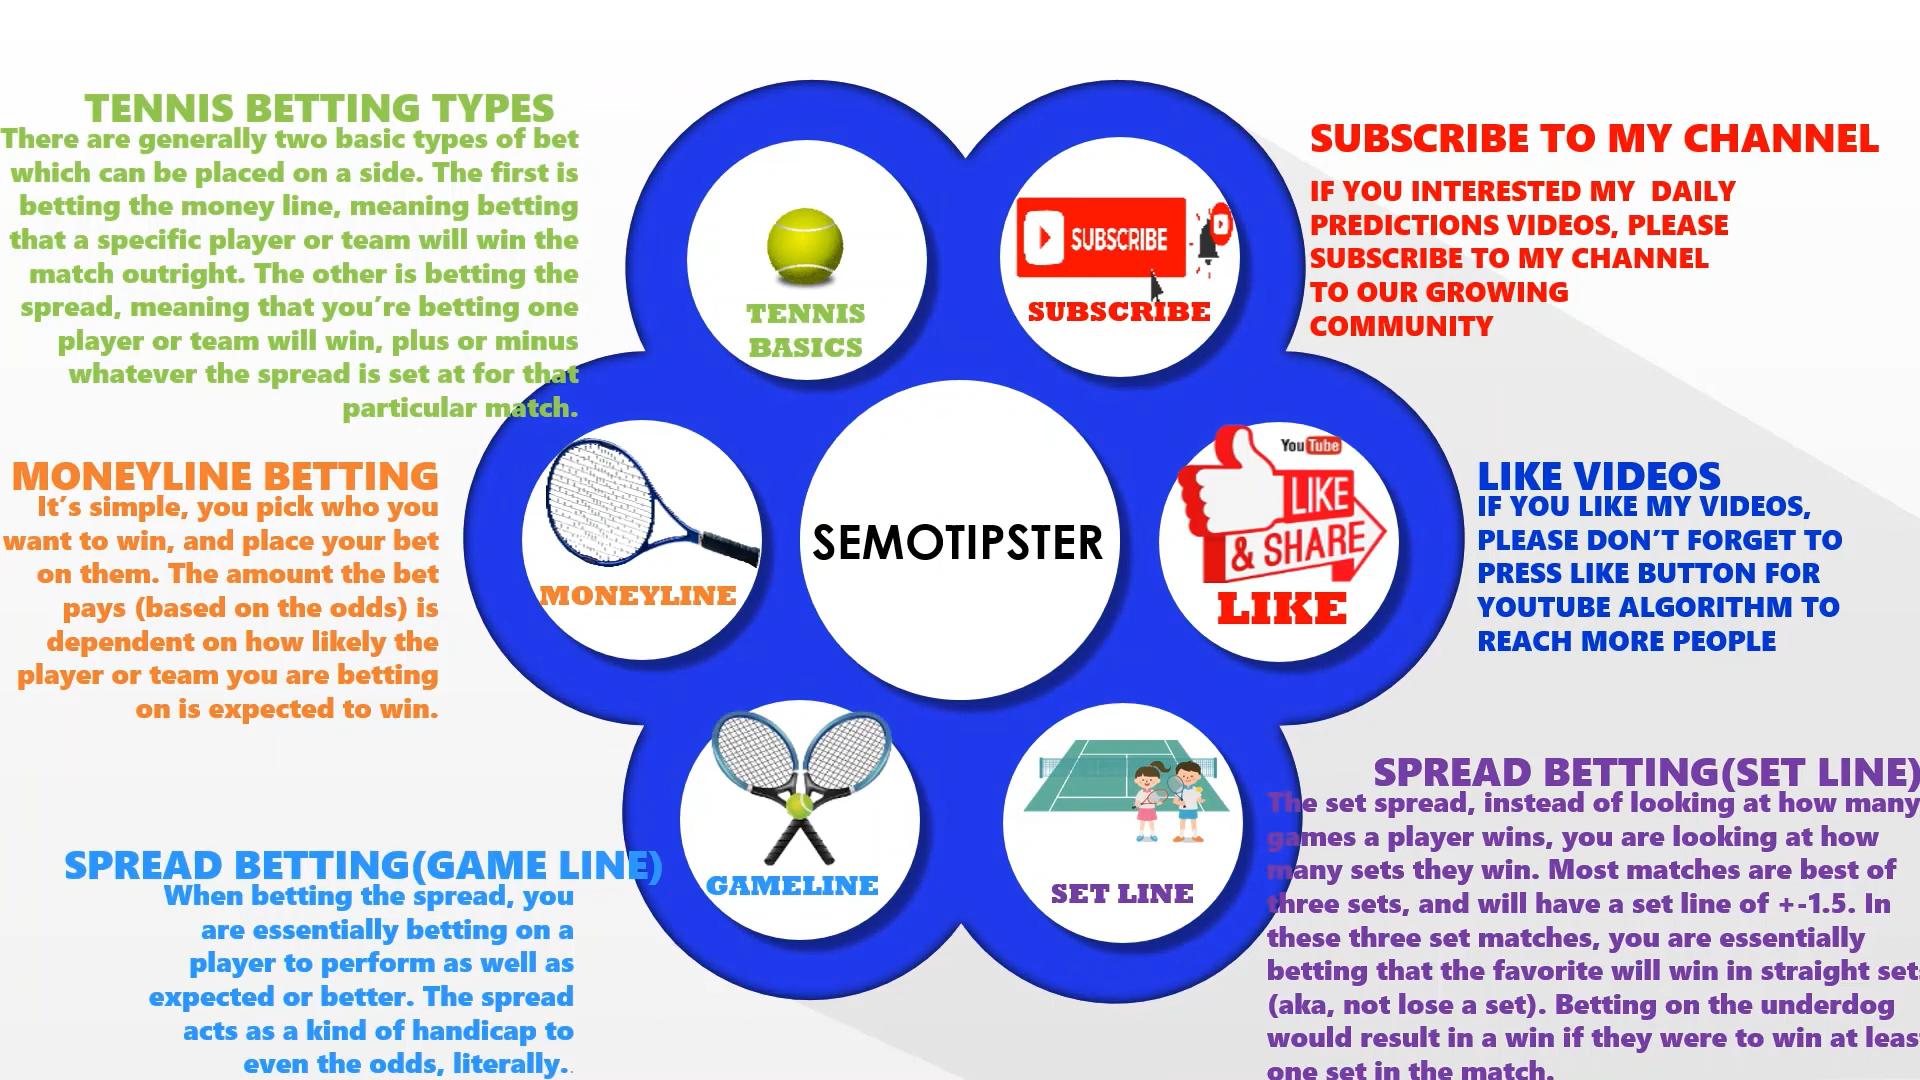 TENNIS BETTING TYPES
There are generally two basic types of bet
which can be placed on a side. The first is
betting the money line, meaning betting
that a specific player or team will win the
match outright. The other is betting the
spread, meaning that you're betting one
player or team will win, plus or minus
whatever the spread is set at for that
particular match.
MONEYLINE BETTING
It's simple, you pick who you
want to win, and place your bet
on them. The amount the bet
pays (based on the odds) is
dependent on how likely the
player or team you are betting
on is expected to win.
SPREAD BETTING(GAME LINE)
When betting the spread, you
are essentially betting on a
player to perform as well as
expected or better. The spread
acts as a kind of handicap to
even the odds, literally..
TENNIS
BASICS
SUBSCRIBE
SUBSCRIBE
MONEYLINE
SEMOTIPSTER
YouTube
LIKE
& SHARE
LIKE
GAMELINE
SET LINE
SUBSCRIBE TO MY CHANNEL
IF YOU INTERESTED MY DAILY
PREDICTIONS VIDEOS, PLEASE
SUBSCRIBE TO MY CHANNEL
TO OUR GROWING
COMMUNITY
LIKE VIDEOS
IF YOU LIKE MY VIDEOS,
PLEASE DON'T FORGET TO
PRESS LIKE BUTTON FOR
YOUTUBE ALGORITHM TO
REACH MORE PEOPLE
SPREAD BETTING(SET LINE)
The set spread, instead of looking at how many
games a player wins, you are looking at how
many sets they win. Most matches are best of
three sets, and will have a set line of +-1.5. In
these three set matches, you are essentially
betting that the favorite will win in straight sets
(aka, not lose a set). Betting on the underdog
would result in a win if they were to win at least
one set in the match.